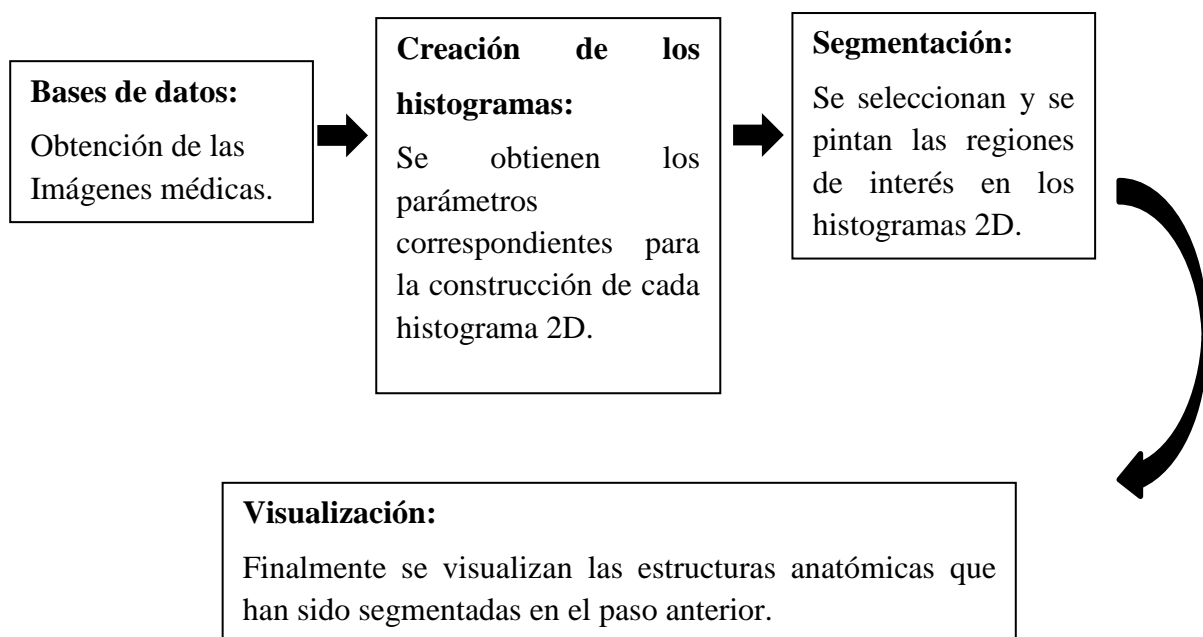 Bases de datos:
Obtención de las
Imágenes médicas.
Creación de los
histogramas:
Se obtienen los
parámetros
correspondientes para
la construcción de cada
histograma 2D.
Segmentación:
Se seleccionan y se
pintan las regiones
de interés en los
histogramas 2D.
Visualización:
Finalmente se visualizan las estructuras anatómicas que
han sido segmentadas en el paso anterior.